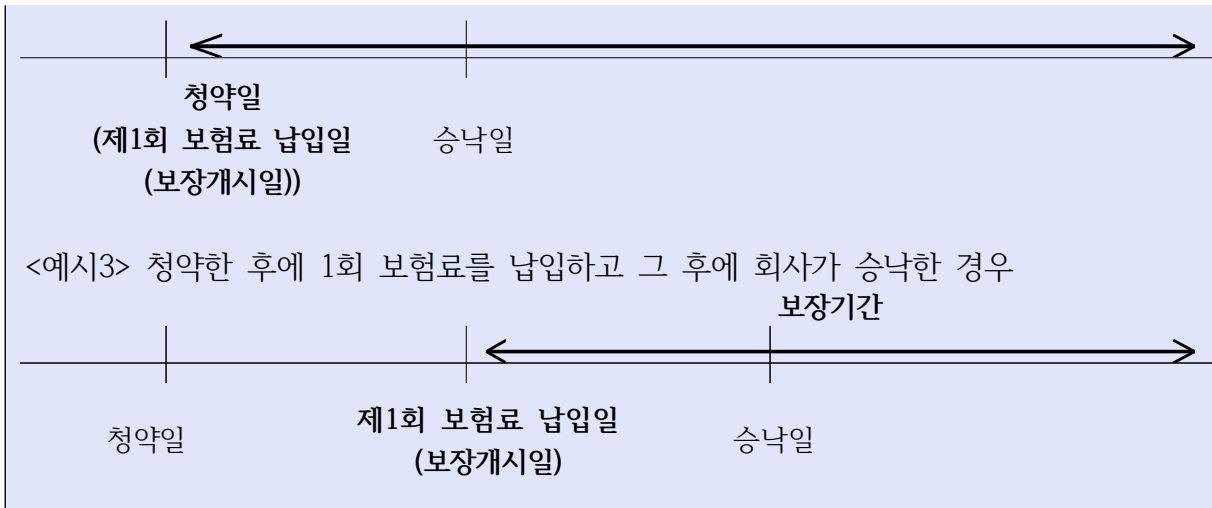 청약일
(제1회 보험료 납입일 승낙일
(보장개시일))
<예시3> 청약한 후에 1회 보험료를 납입하고 그 후에 회사가 승낙한 경우
보장기간
청약일 제1회 보험료 납입일 승낙일
(보장개시일)